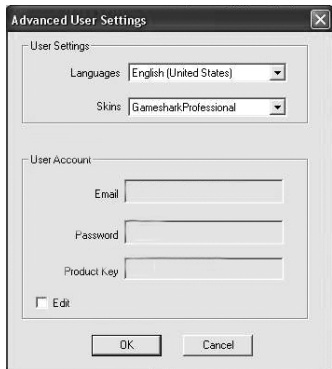 Advanced User Settings
User Settings
Languages English (United States)
Skins GamesharkProfessional
User Account
Email
Password
Product Key
Edit
OK Cancel